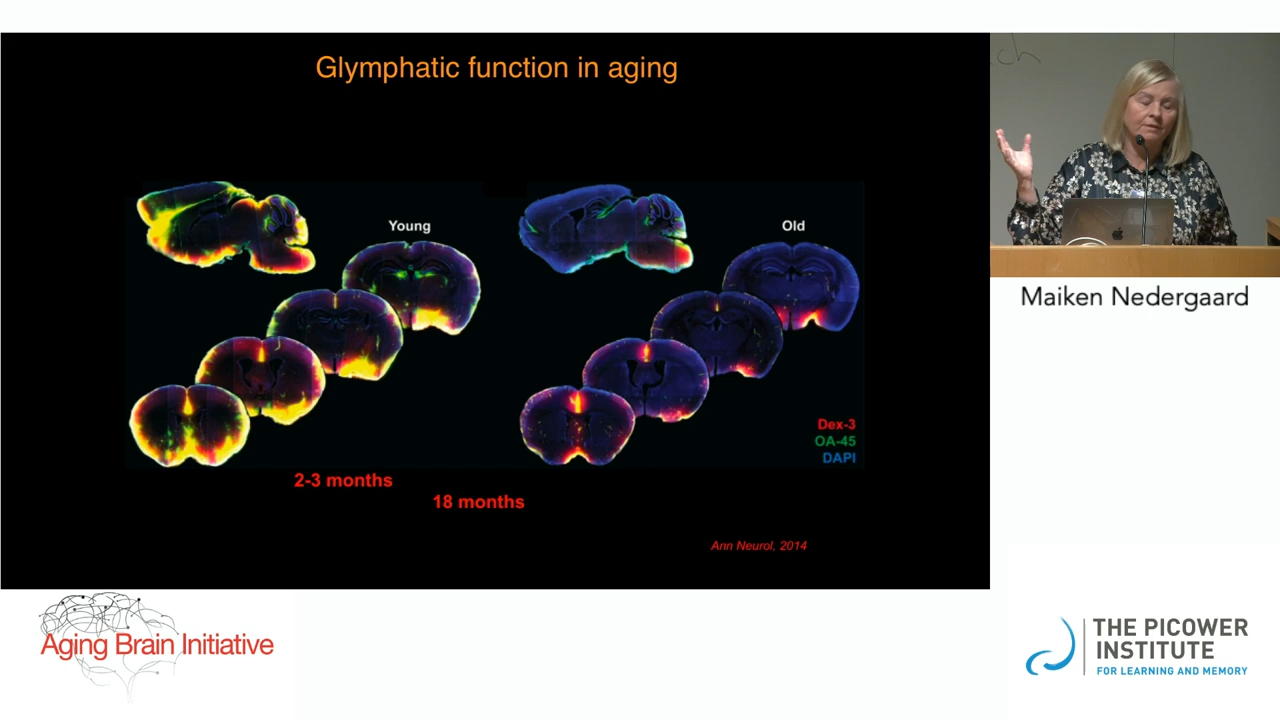 Glymphatic function in aging
Young
Old
Dex-3
OA-45
DAPI
2-3 months
18 months
Ann Neurol, 2014
Maiken Nedergaard
Aging Brain Initiative
THE PICOWER
INSTITUTE
FOR LEARNING AND MEMORY